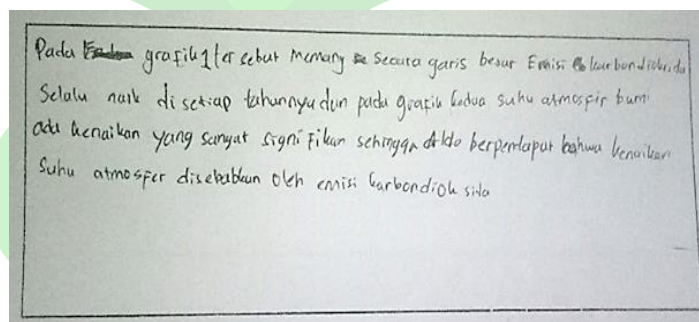 Pada grafik 1 tersebut memang secara garis besar Emisi karbondioksida
Selalu naik di setiap tahunnya dan pada grafik kedua suhu atmosfir bumi
ada kenaikan yang sangat signifikan sehingga Aldo berpendapat bahwa kenaikan
Suhu atmosfer disebabkan oleh emisi karbondioksida